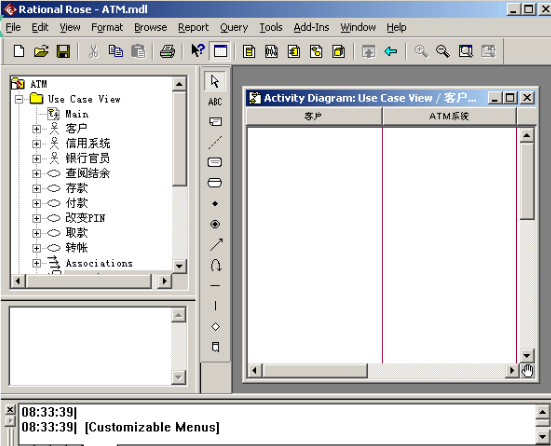 Rational Rose - ATM.mdl
File Edit View Format Browse Report Query Tools Add-Ins Window Help
ATM
Use Case View
Main
客户
信用系统
银行官员
查阅结余
存款
付款
改变PIN
取款
转帐
Associations
ABC
Activity Diagram: Use Case View / 客户...
客户
ATM系统
08:33:39|
08:33:39| [Customizable Menus]